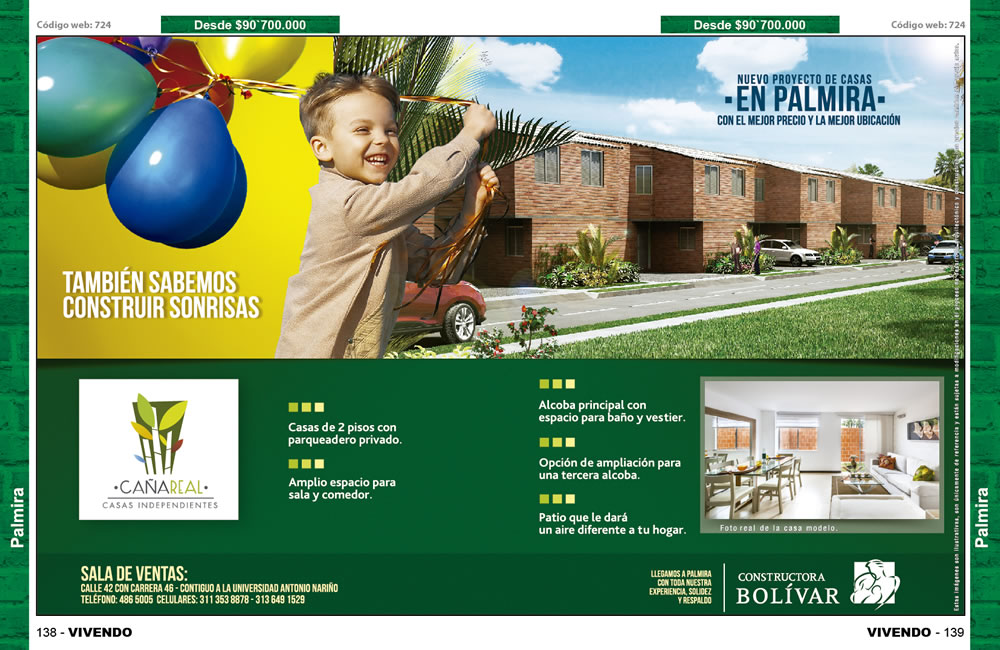 Código web: 724
Desde $90`700.000
Desde $90`700.000
Código web: 724
NUEVO PROYECTO DE CASAS
·EN PALMIRA·
CON EL MEJOR PRECIO Y LA MEJOR UBICACIÓN
TAMBIÉN SABEMOS
CONSTRUIR SONRISAS
·CAÑAREAL·
CASAS INDEPENDIENTES
Casas de 2 pisos con
parqueadero privado.
Amplio espacio para
sala y comedor.
Alcoba principal con
espacio para baño y vestier.
Opción de ampliación para
una tercera alcoba.
Patio que le dará
un aire diferente a tu hogar.
Foto real de la casa modelo.
Palmira
Palmira
SALA DE VENTAS:
CALLE 42 CON CARRERA 46 - CONTIGUO A LA UNIVERSIDAD ANTONIO NARIÑO
TELÉFONO: 486 5005 CELULARES: 311 353 8878 - 313 649 1529
LLEGAMOS A PALMIRA
CON TODA NUESTRA
EXPERIENCIA, SOLIDEZ
Y RESPALDO
CONSTRUCTORA
BOLÍVAR
Estas imágenes son ilustrativas, son únicamente de referencia y están sujetas a modificaciones en el proceso
138 - VIVENDO
VIVENDO - 139